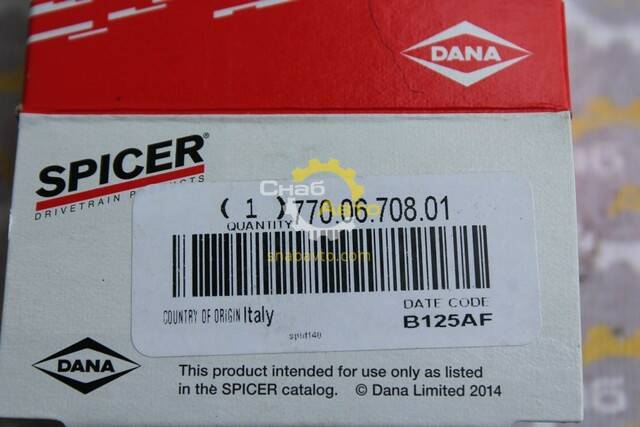 DANA
SPICER®
DRIVETRAIN PRODUCTS
Снаб
Авто
( 1 ) 770.06.708.01
QUANTITY
snabavto.com
COUNTRY OF ORIGIN Italy
DATE CODE
B125AF
DANA
This product intended for use only as listed
in the SPICER catalog. © Dana Limited 2014